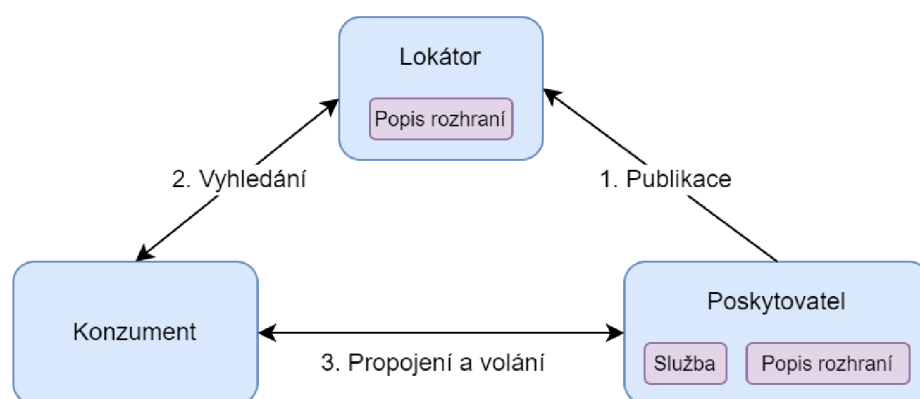 Lokátor
Popis rozhraní
2. Vyhledání
1. Publikace
Konzument
Poskytovatel
3. Propojení a volání
Služba
Popis rozhraní